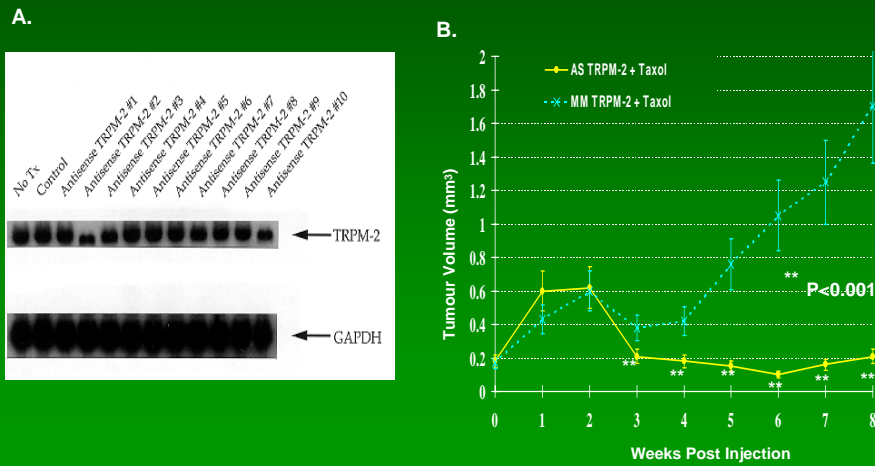 A.
No Tx
Control
Antisense TRPM-2 #1
Antisense TRPM-2 #2
Antisense TRPM-2 #3
Antisense TRPM-2 #4
Antisense TRPM-2 #5
Antisense TRPM-2 #6
Antisense TRPM-2 #7
Antisense TRPM-2 #8
Antisense TRPM-2 #9
Antisense TRPM-2 #10
TRPM-2
GAPDH
B.
AS TRPM-2 + Taxol
MM TRPM-2 + Taxol
Tumour Volume (mm³)
2
1.8
1.6
1.4
1.2
1
0.8
0.6
0.4
0.2
0
**
P<0.001
** ** ** ** ** **
0 1 2 3 4 5 6 7 8
Weeks Post Injection